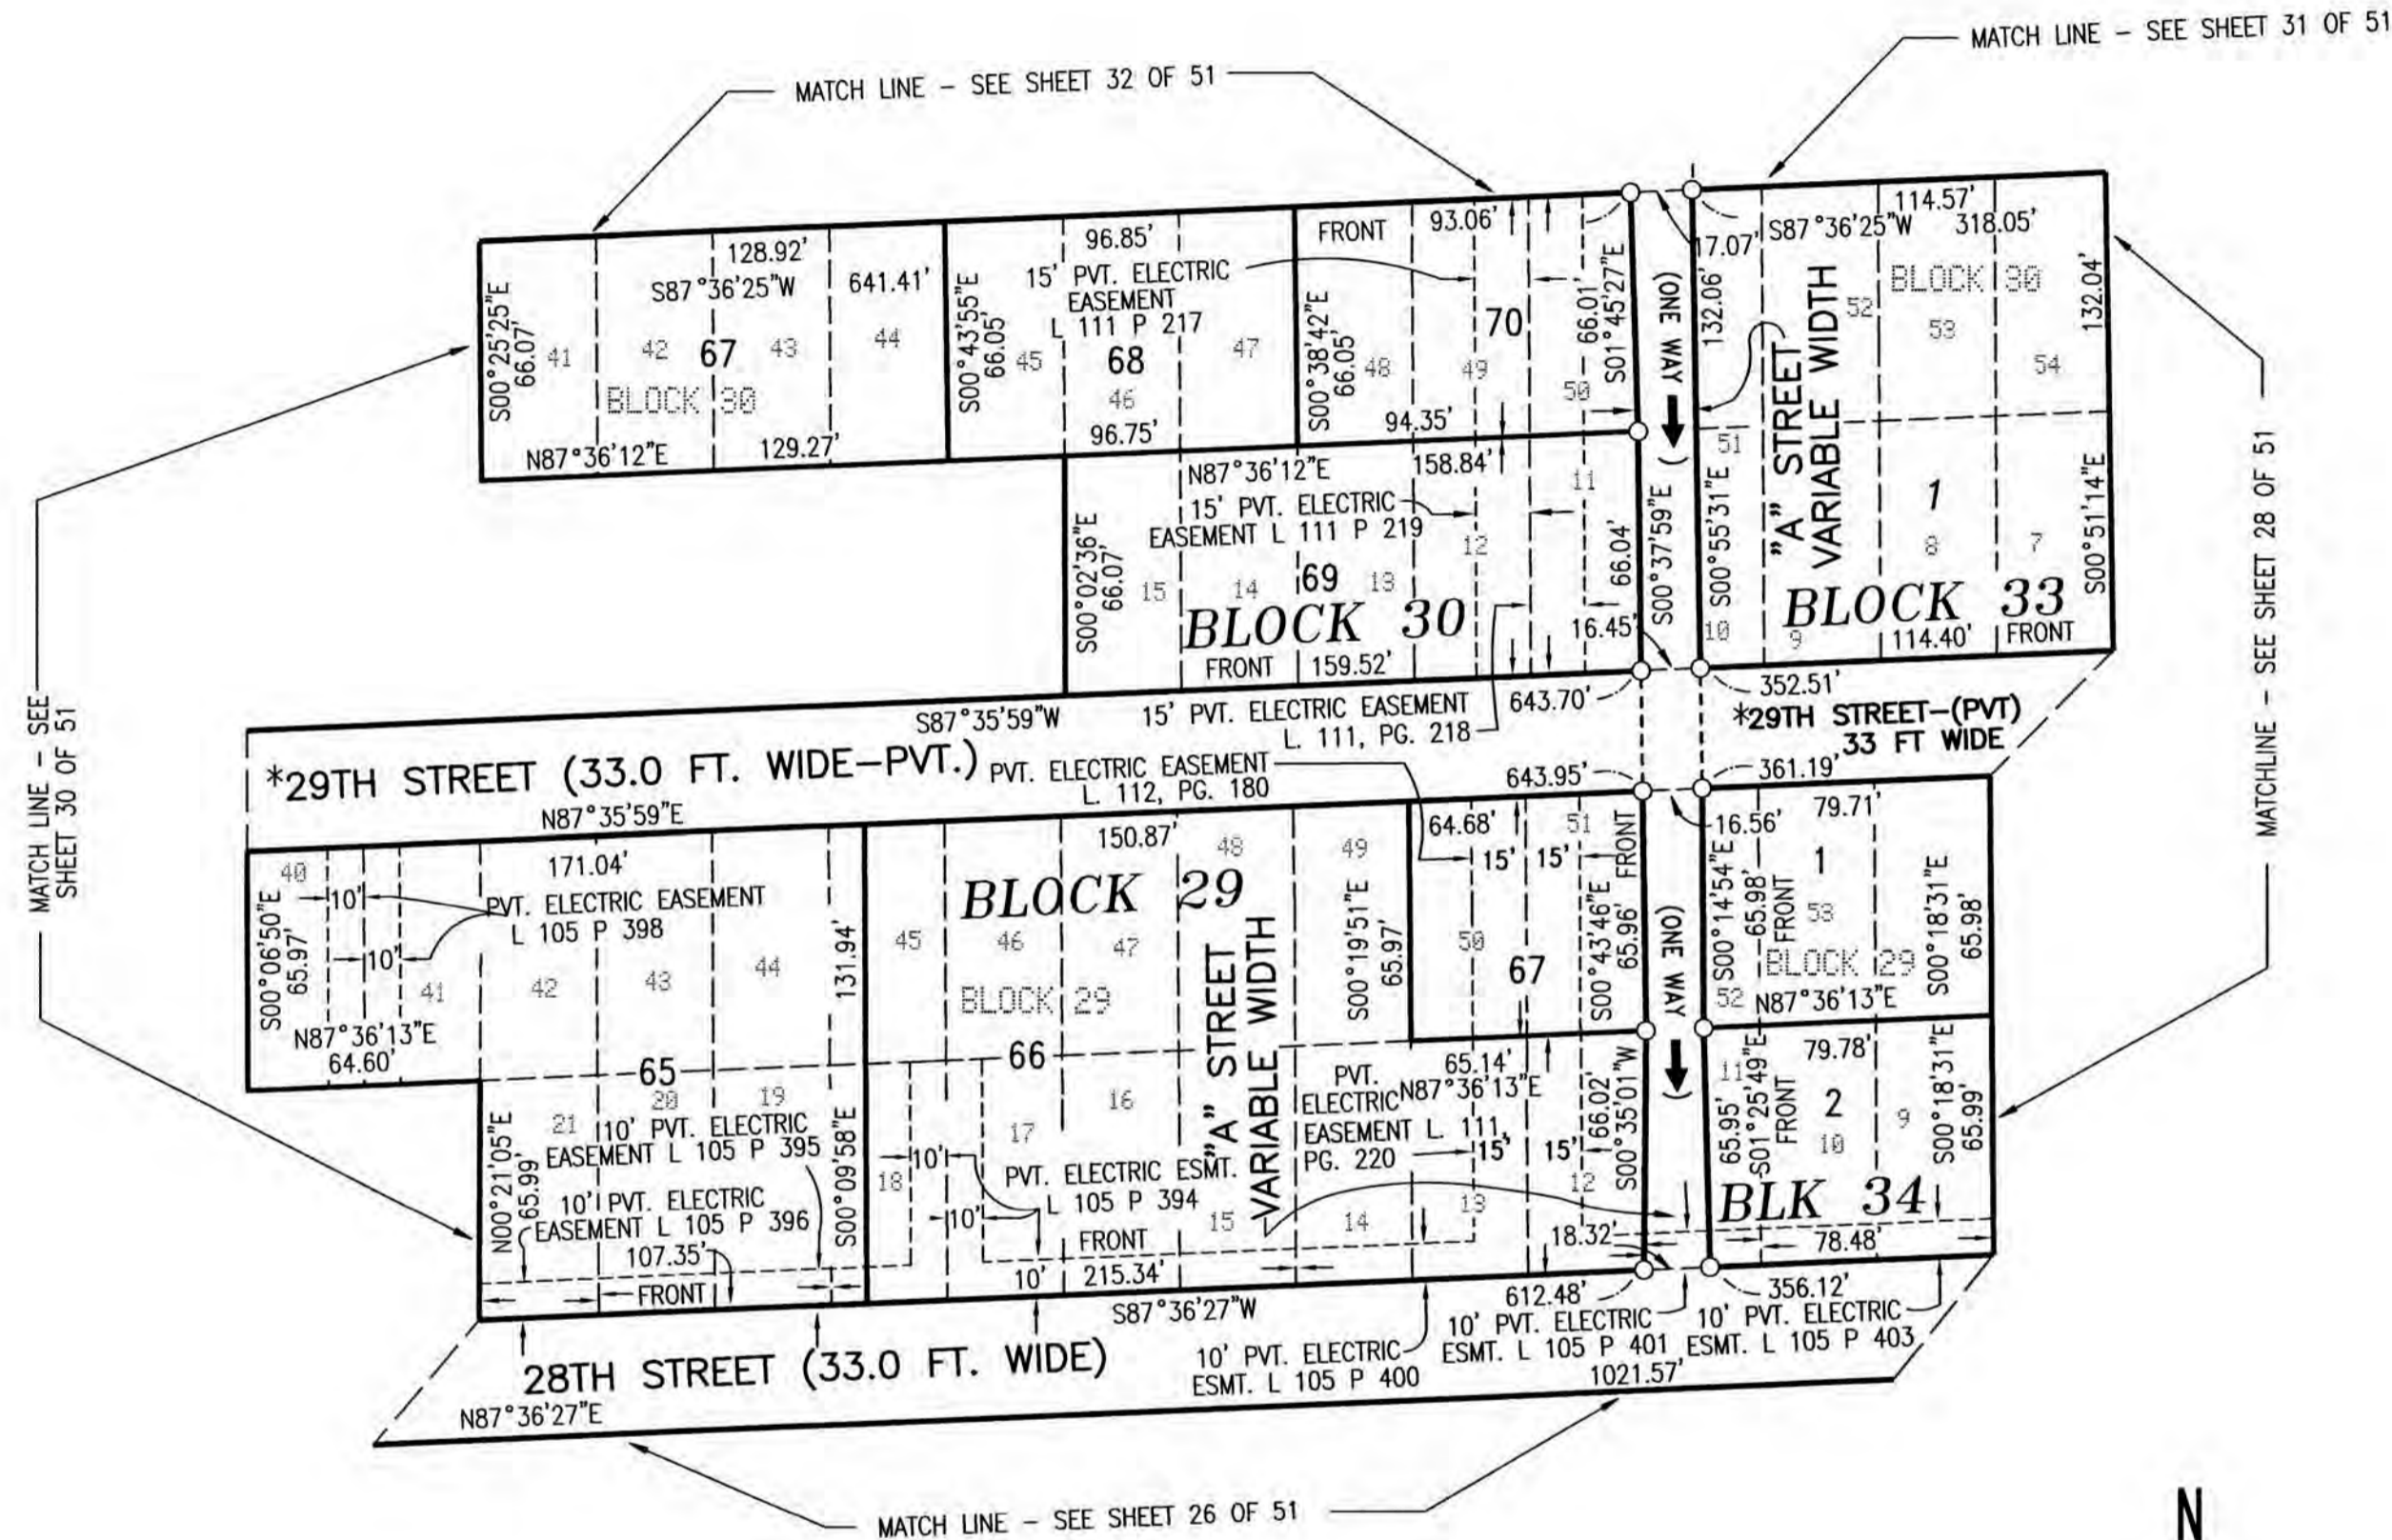 MATCH LINE – SEE SHEET 31 OF 51
MATCH LINE – SEE SHEET 32 OF 51
128.92'
S87°36'25"W
641.41'
S00°25'25"E
66.07'
41
42
67
43
44
BLOCK 30
N87°36'12"E
129.27'
96.85'
15' PVT. ELECTRIC
EASEMENT
L 111 P 217
S00°43'55"E
66.05'
45
68
46
47
96.75'
FRONT
93.06'
S00°38'42"E
66.05'
48
49
70
50
66.01'
S01°45'27"E
94.35'
(ONE WAY
)
17.07'
132.06'
114.57'
S87°36'25"W
318.05'
BLOCK 30
52
53
54
132.04'
51
"A" STREET
VARIABLE WIDTH
1
8
7
S00°55'31"E
S00°51'14"E
10
9
BLOCK 33
114.40'
FRONT
N87°36'12"E
158.84'
15' PVT. ELECTRIC
EASEMENT L 111 P 219
S00°02'36"E
66.07'
15
14
69
13
12
11
66.04'
S00°37'59"E
BLOCK 30
16.45'
FRONT
159.52'
MATCH LINE – SEE
SHEET 30 OF 51
MATCHLINE – SEE SHEET 28 OF 51
S87°35'59"W
15' PVT. ELECTRIC EASEMENT
L. 111, PG. 218
643.70'
352.51'
*29TH STREET–(PVT)
33 FT WIDE
*29TH STREET (33.0 FT. WIDE–PVT.)
PVT. ELECTRIC EASEMENT
L. 112, PG. 180
643.95'
361.19'
N87°35'59"E
40
10'
171.04'
PVT. ELECTRIC EASEMENT
L 105 P 398
10'
S00°06'50"E
65.97'
41
42
43
44
131.94'
N87°36'13"E
64.60'
65
21
20
19
10' PVT. ELECTRIC
EASEMENT L 105 P 395
10' PVT. ELECTRIC
EASEMENT L 105 P 396
N00°21'05"E
65.99'
S00°09'58"E
107.35'
FRONT
150.87'
48
49
BLOCK 29
45
46
47
BLOCK 29
"A" STREET
VARIABLE WIDTH
S00°19'51"E
65.97'
66
16
17
18
10'
PVT. ELECTRIC ESMT.
L 105 P 394
10'
15
14
13
12
FRONT
10'
215.34'
64.68'
51
15'
15'
FRONT
50
67
S00°43'46"E
65.96'
65.14'
PVT.
N87°36'13"E
ELECTRIC
EASEMENT L. 111,
PG. 220
15'
15'
66.02'
S00°35'01"W
18.32'
(ONE WAY
)
16.56'
79.71'
S00°14'54"E
65.98'
FRONT
1
53
BLOCK 29
52
N87°36'13"E
S00°18'31"E
65.98'
79.78'
11
65.95'
S01°25'49"E
FRONT
2
10
9
S00°18'31"E
65.99'
BLK 34
78.48'
S87°36'27"W
612.48'
356.12'
10' PVT. ELECTRIC
ESMT. L 105 P 400
10' PVT. ELECTRIC
ESMT. L 105 P 401
10' PVT. ELECTRIC
ESMT. L 105 P 403
28TH STREET (33.0 FT. WIDE)
1021.57'
N87°36'27"E
MATCH LINE – SEE SHEET 26 OF 51
N